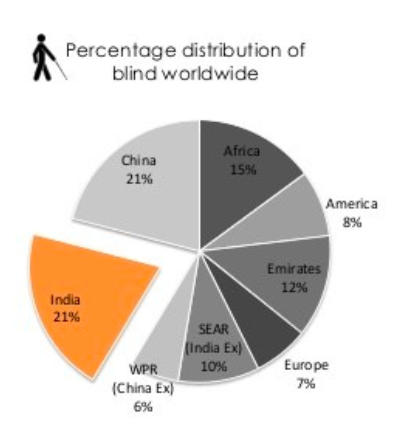 Percentage distribution of
blind worldwide
Africa
15%
America
8%
Emirates
12%
Europe
7%
SEAR
(India Ex)
10%
WPR
(China Ex)
6%
India
21%
China
21%